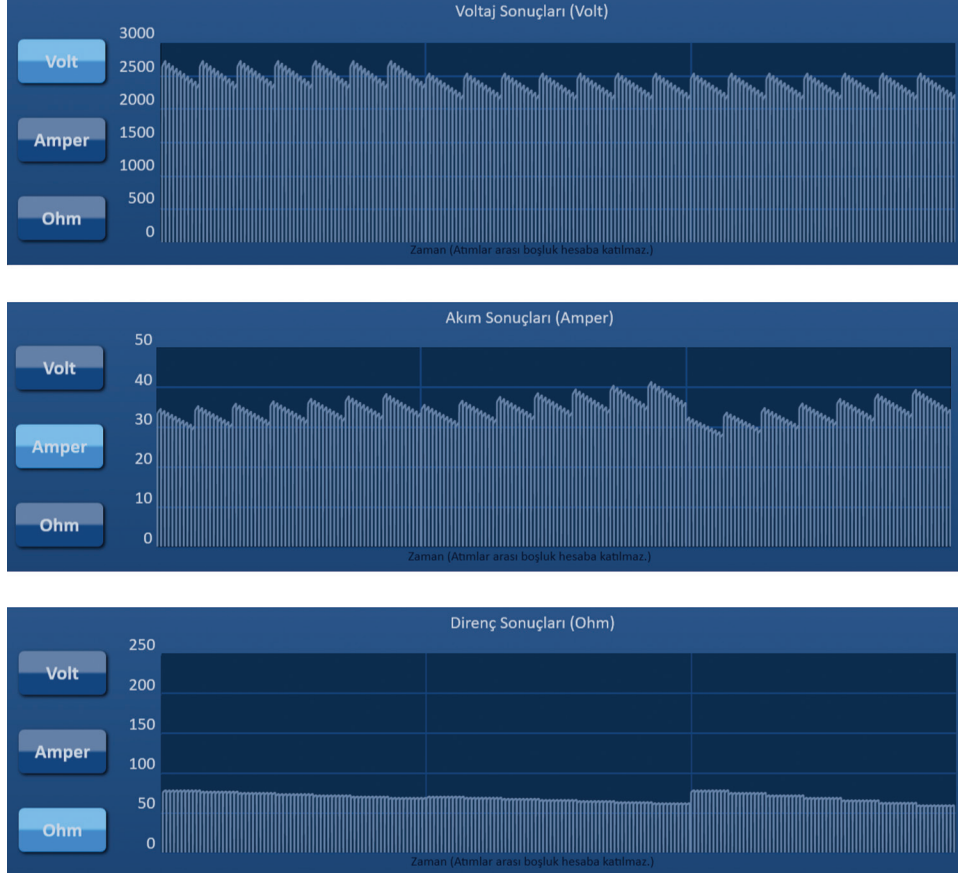 Voltaj Sonuçları (Volt)
3000
Volt
2500
2000
Amper
1500
1000
500
Ohm
0
Zaman (Atımlar arası boşluk hesaba katılmaz.)
Akım Sonuçları (Amper)
50
Volt
40
30
Amper
20
10
Ohm
0
Zaman (Atımlar arası boşluk hesaba katılmaz.)
Direnç Sonuçları (Ohm)
250
Volt
200
150
Amper
100
50
Ohm
0
Zaman (Atımlar arası boşluk hesaba katılmaz.)